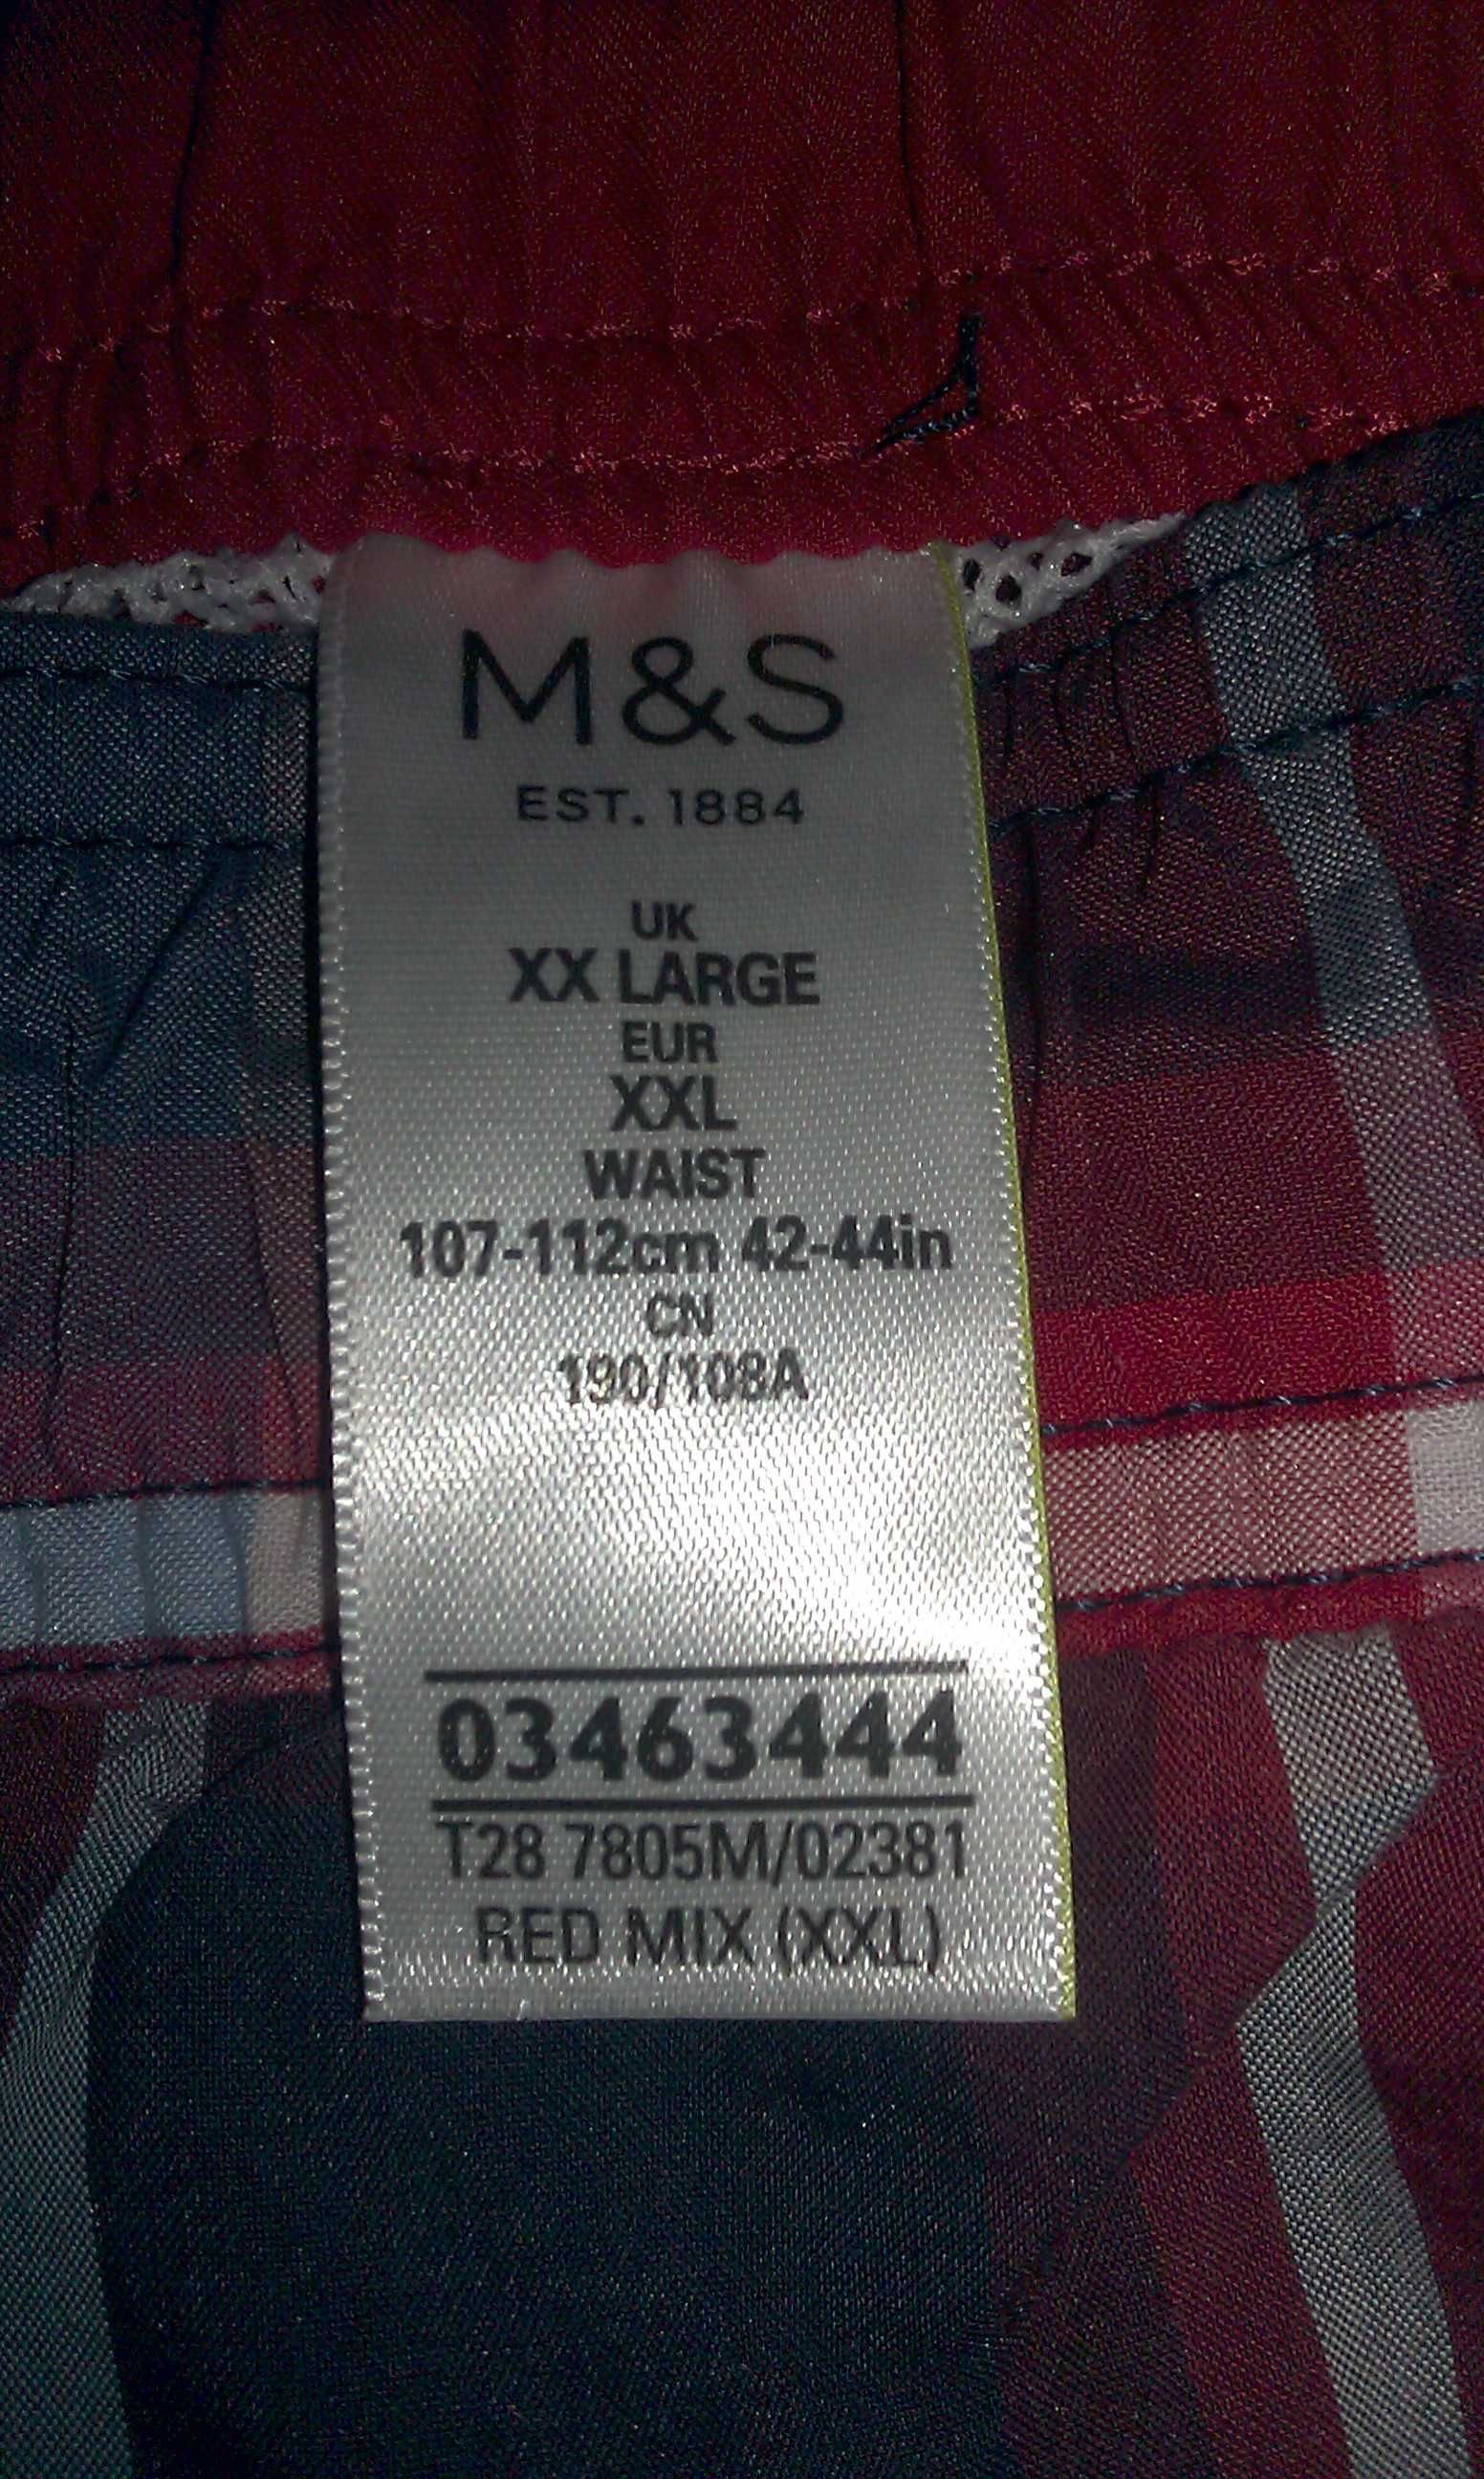 M&S
EST. 1884
UK
XX LARGE
EUR
XXL
WAIST
107-112cm 42-44in
CN
190/108A
03463444
T28 7805M/02381
RED MIX (XXL)